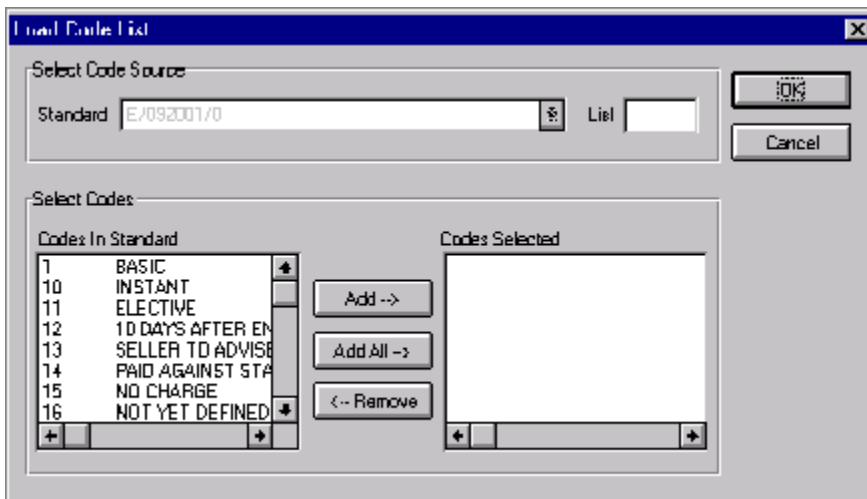 Load Code List
Select Code Source
Standard
List
OK
Cancel
Select Codes
Codes In Standard
Codes Selected
1 BASIC
10 INSTANT
11 ELECTIVE
12 10 DAYS AFTER EN
13 SELLER TO ADVISE
14 PAID AGAINST STA
15 NO CHARGE
16 NOT YET DEFINED
Add -->
Add All ->
<-- Remove